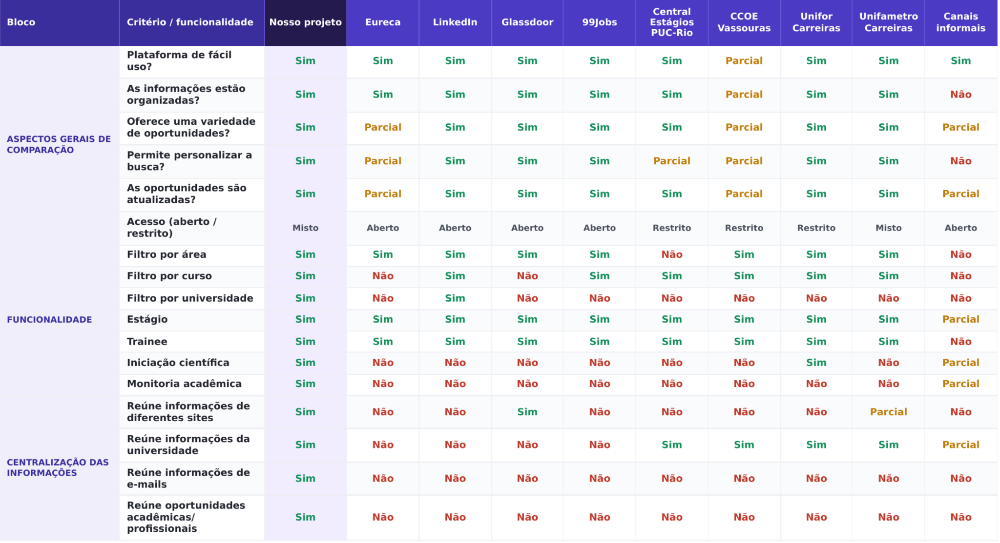 Bloco
Critério / funcionalidade
Nosso projeto
Eureca
LinkedIn
Glassdoor
99Jobs
Central
Estágios
PUC-Rio
CCOE
Vassouras
Unifor
Carreiras
Unifametro
Carreiras
Canais
informais
ASPECTOS GERAIS DE
COMPARAÇÃO
Plataforma de fácil
uso?
Sim Sim Sim Sim Sim Sim Parcial Sim Sim Sim
As informações estão
organizadas?
Sim Sim Sim Sim Sim Sim Parcial Sim Sim Não
Oferece uma variedade
de oportunidades?
Sim Parcial Sim Sim Sim Sim Parcial Sim Sim Parcial
Permite personalizar a
busca?
Sim Parcial Sim Sim Sim Parcial Parcial Sim Sim Não
As oportunidades são
atualizadas?
Sim Parcial Sim Sim Sim Sim Parcial Sim Sim Parcial
Acesso (aberto /
restrito)
Misto Aberto Aberto Aberto Aberto Restrito Restrito Restrito Misto Aberto
FUNCIONALIDADE
Filtro por área Sim Sim Sim Sim Sim Não Sim Sim Sim Não
Filtro por curso Sim Não Sim Não Sim Sim Sim Sim Sim Não
Filtro por universidade Sim Não Sim Não Não Não Não Não Não Não
Estágio Sim Sim Sim Sim Sim Sim Sim Sim Sim Parcial
Trainee Sim Sim Sim Sim Sim Sim Sim Sim Sim Não
Iniciação científica Sim Não Não Não Não Não Não Sim Não Parcial
Monitoria acadêmica Sim Não Não Não Não Não Não Não Não Parcial
CENTRALIZAÇÃO DAS
INFORMAÇÕES
Reúne informações de
diferentes sites
Sim Não Não Sim Não Não Não Não Parcial Não
Reúne informações da
universidade
Sim Não Não Não Não Sim Sim Sim Sim Parcial
Reúne informações de
e-mails
Sim Não Não Não Não Não Não Não Não Não
Reúne oportunidades
acadêmicas/
profissionais
Sim Não Não Não Não Não Não Não Não Não